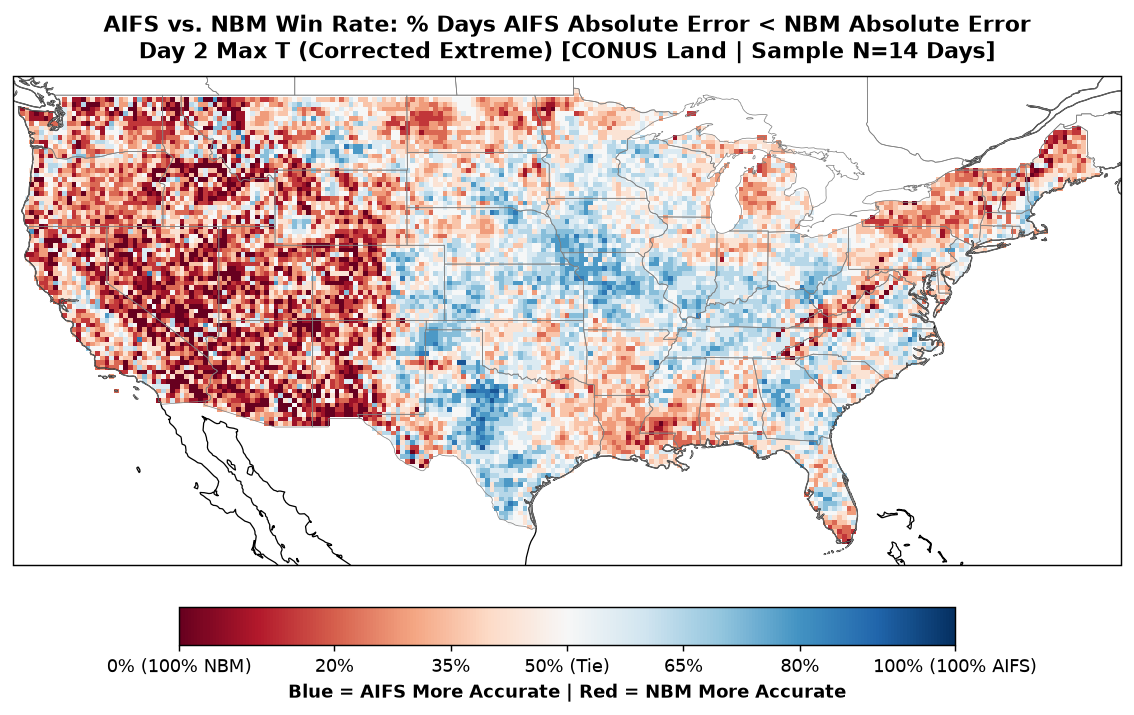 AIFS vs. NBM Win Rate: % Days AIFS Absolute Error < NBM Absolute Error
Day 2 Max T (Corrected Extreme) [CONUS Land | Sample N=14 Days]
0% (100% NBM) 20% 35% 50% (Tie) 65% 80% 100% (100% AIFS)
Blue = AIFS More Accurate | Red = NBM More Accurate